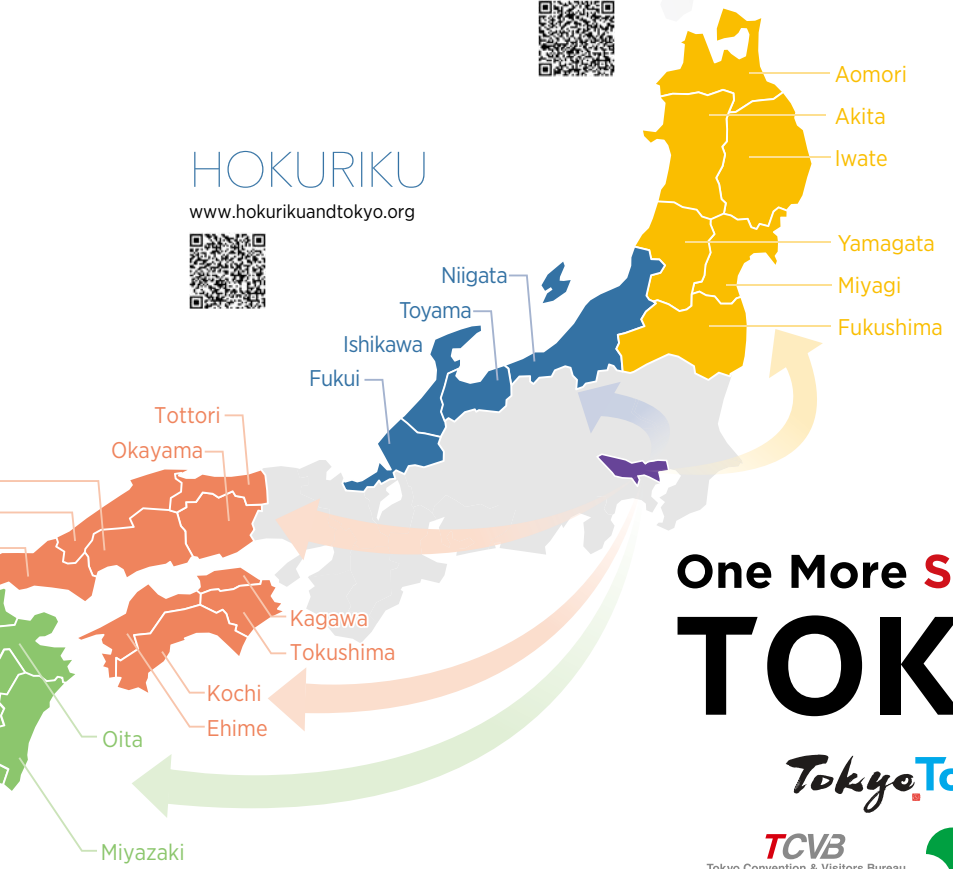 HOKURIKU
www.hokurikuandtokyo.org
Aomori
Akita
Iwate
Yamagata
Miyagi
Fukushima
Niigata
Toyama
Ishikawa
Fukui
Tottori
Okayama
Kagawa
Tokushima
Kochi
Ehime
Oita
Miyazaki
One More S
TOK
Tokyo To
TCVB
Tokyo Convention & Visitors Bureau